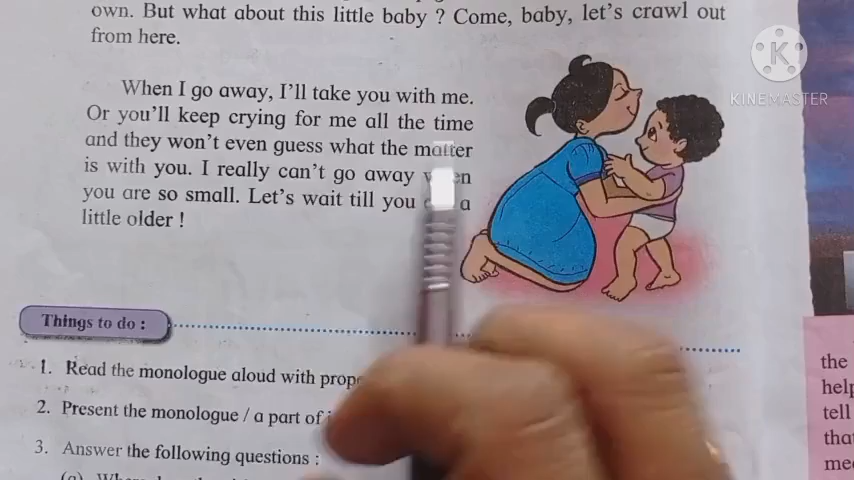 own. But what about this little baby ? Come, baby, let's crawl out
from here.
When I go away, I'll take you with me.
Or you'll keep crying for me all the time
and they won't even guess what the matter
is with you. I really can't go away
you are so small. Let's wait till you a
little older !
Things to do :
1. Read the monologue aloud with
2. Present the monologue / a part of
3. Answer the following questions :
(a)
the
help
tell
KINEMASTER